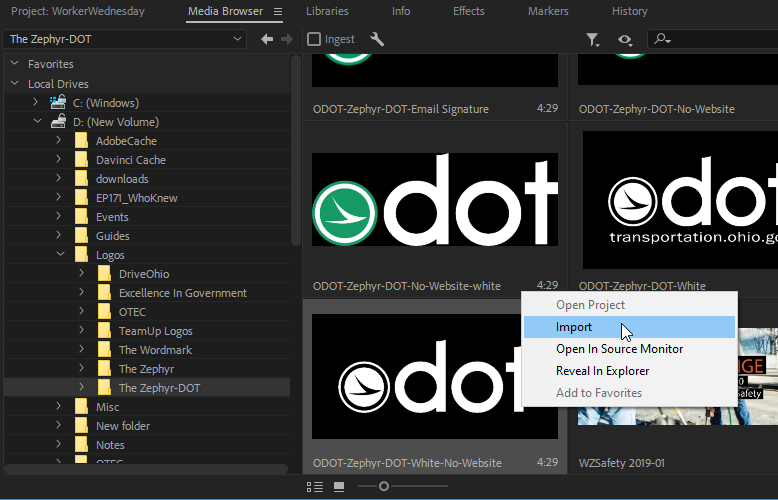 Project: WorkerWednesday
Media Browser
Libraries
Info
Effects
Markers
History
The Zephyr-DOT
Ingest
Favorites
Local Drives
C: (Windows)
D: (New Volume)
AdobeCache
Davinci Cache
downloads
EP171_WhoKnew
Events
Guides
Logos
DriveOhio
Excellence In Government
OTEC
TeamUp Logos
The Wordmark
The Zephyr
The Zephyr-DOT
Misc
New folder
Notes
OTEC
ODOT-Zephyr-DOT-Email Signature 4:29
ODOT-Zephyr-DOT-No-Website
dot
dot
transportation.ohio.go
ODOT-Zephyr-DOT-No-Website-white 4:29
ODOT-Zephyr-DOT-White
dot
Open Project
Import
Open In Source Monitor
Reveal In Explorer
Add to Favorites
ODOT-Zephyr-DOT-White-No-Website 4:29
WZSafety 2019-01